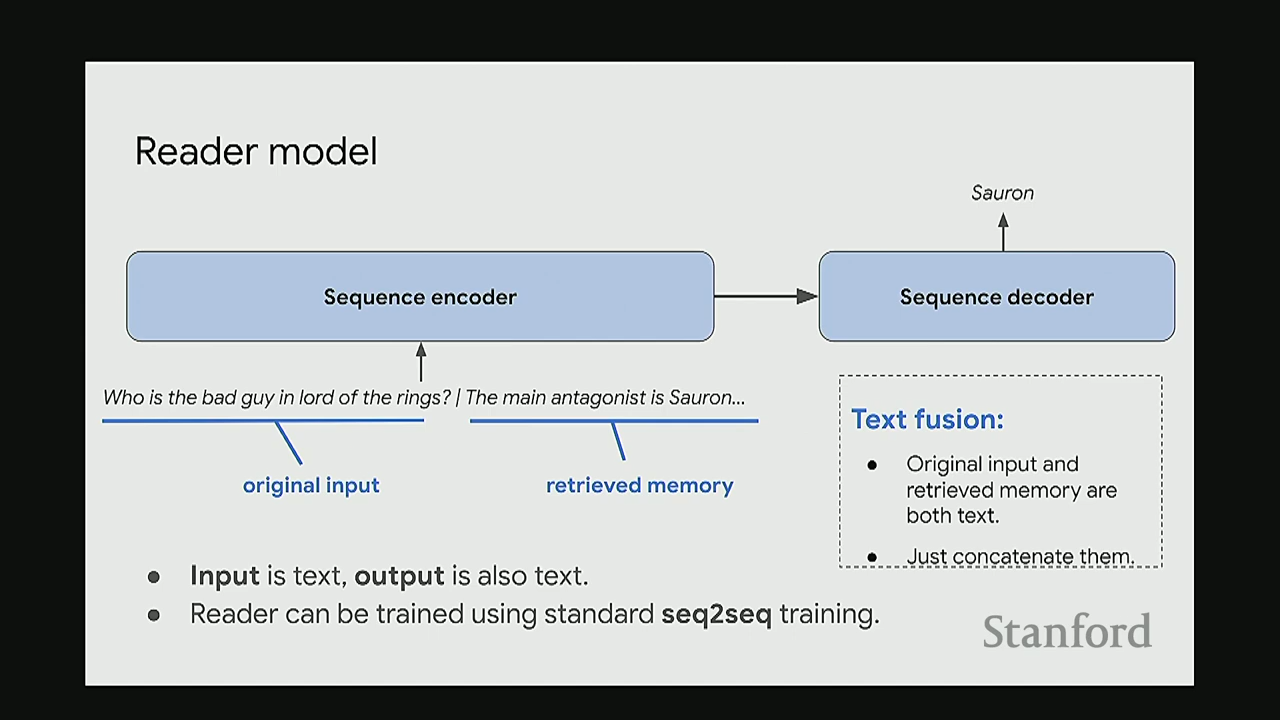 Reader model
Sauron
Sequence encoder
Sequence decoder
Who is the bad guy in lord of the rings? | The main antagonist is Sauron...
original input
retrieved memory
Text fusion:
● Original input and
retrieved memory are
both text.
● Just concatenate them.
● Input is text, output is also text.
● Reader can be trained using standard seq2seq training.
Stanford